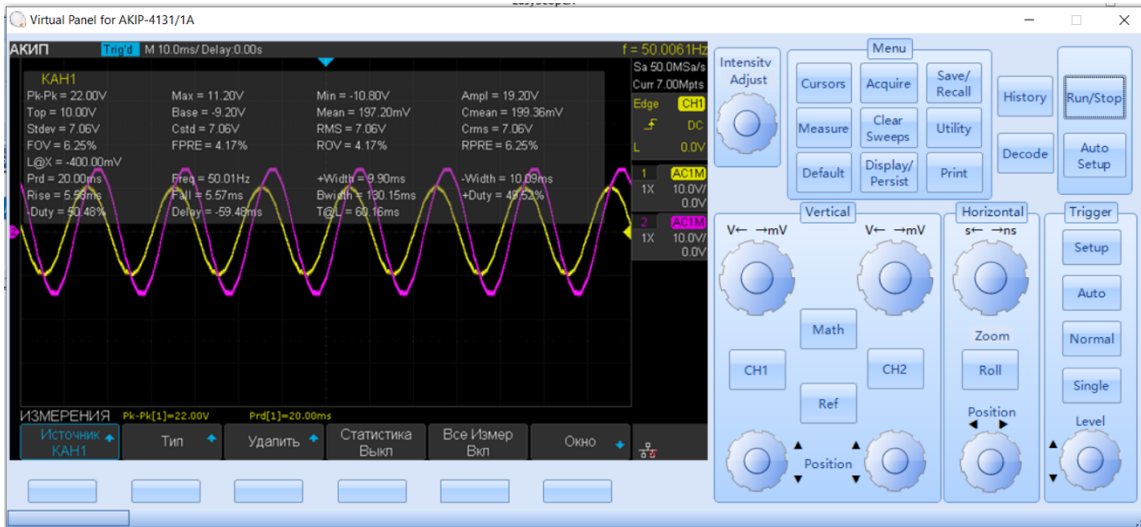 Virtual Panel for AKIP-4131/1A
АКИП Trig'd M 10.0ms/ Delay:0.00s f = 50.0061Hz
Sa 50.0MSa/s
Curr 7.00Mpts
Edge CH1
DC
L 0.0V
1 AC1M
1X 10.0V/
0.0V
2 AC1M
1X 10.0V/
0.0V
КАН1
Pk-Pk = 22.00V Max = 11.20V Min = -10.80V Ampl = 19.20V
Top = 10.00V Base = -9.20V Mean = 197.20mV Cmean = 199.36mV
Stdev = 7.06V Cstd = 7.06V RMS = 7.06V Crms = 7.06V
FOV = 6.25% FPRE = 4.17% ROV = 4.17% RPRE = 6.25%
L@X = -400.00mV
Prd = 20.00ms Freq = 50.01Hz +Width = 9.90ms -Width = 10.09ms
Rise = 5.56ms Fall = 5.57ms Bwidth = 130.15ms +Duty = 49.52%
-Duty = 50.48% Delay = -59.48ms T@L = 60.16ms
ИЗМЕРЕНИЯ Pk-Pk[1]=22.00V Prd[1]=20.00ms
Источник КАН1
Тип
Удалить
Статистика Выкл
Все Измер Вкл
Окно
Intensity Adjust
Menu
Cursors Acquire Save/ Recall
Measure Clear Sweeps Utility
Default Display/ Persist Print
History
Decode
Run/Stop
Auto Setup
Vertical
V← →mV V← →mV
Math
CH1 CH2
Ref
Position
Horizontal
s← →ns
Zoom
Roll
Position
Trigger
Setup
Auto
Normal
Single
Level